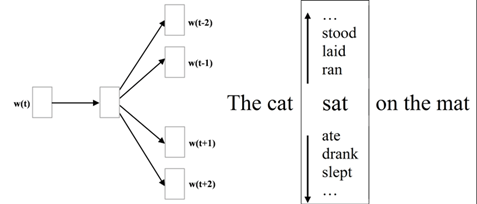 w(t-2)
w(t-1)
w(t)
w(t+1)
w(t+2)
…
stood
laid
ran
The cat sat on the mat
ate
drank
slept
…